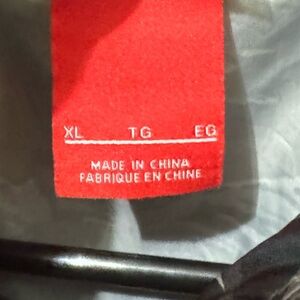 XL TG EG
MADE IN CHINA
FABRIQUE EN CHINE